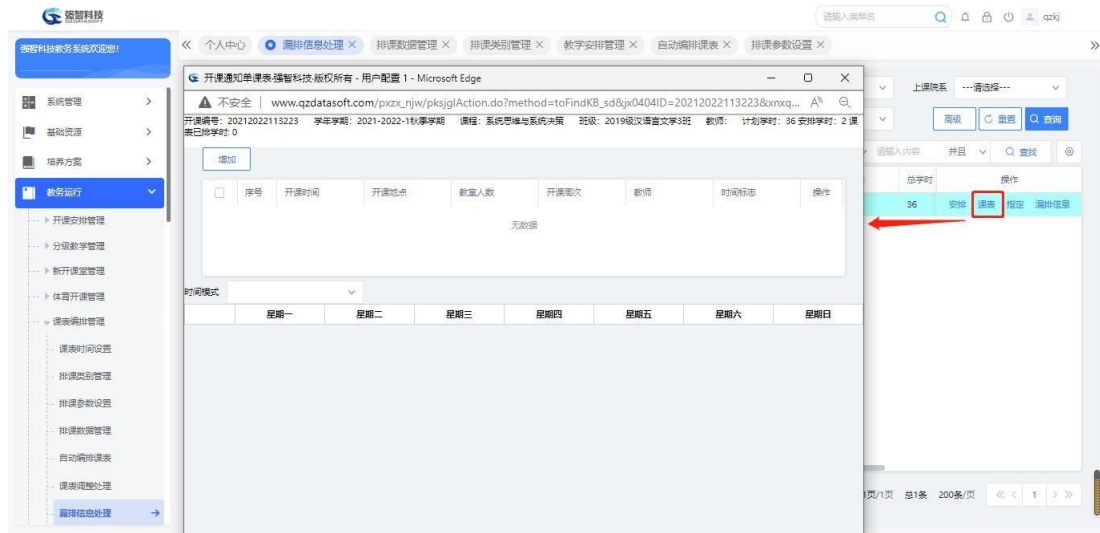 强智科技
QZDATASOFT
请输入菜单名
qzkj
强智科技教务系统欢迎您!
个人中心 漏排信息处理 × 排课数据管理 × 排课类别管理 × 教学安排管理 × 自动编排课表 × 排课参数设置 ×
系统管理
基础资源
培养方案
教务运行
开课安排管理
分级教学管理
新开课堂管理
体育开课管理
课表编排管理
课表时间设置
排课类别管理
排课参数设置
排课数据管理
自动编排课表
课表调整处理
漏排信息处理
开课通知单课表-强智科技-版权所有 - 用户配置 1 - Microsoft Edge
不安全 | www.qzdatasoft.com/pxzx_njw/pksjglAction.do?method=toFindKB_sd&jx0404ID=20212022113223&xnxq...
开课编号: 20212022113223 学年学期: 2021-2022-1秋季学期 课程: 系统思维与系统决策 班级: 2019级汉语言文学3班 教师: 计划学时: 36 安排学时: 2 课
表已排学时: 0
增加
序号 开课时间 开课地点 教室人数 开课周次 教师 时间标志 操作
无数据
时间模式
星期一 星期二 星期三 星期四 星期五 星期六 星期日
上课院系 ---请选择---
高级 重置 查询
请输入内容 并且 查找
总学时 操作
36 安排 课表 指定 漏排信息
1页/1页 总1条 200条/页 1